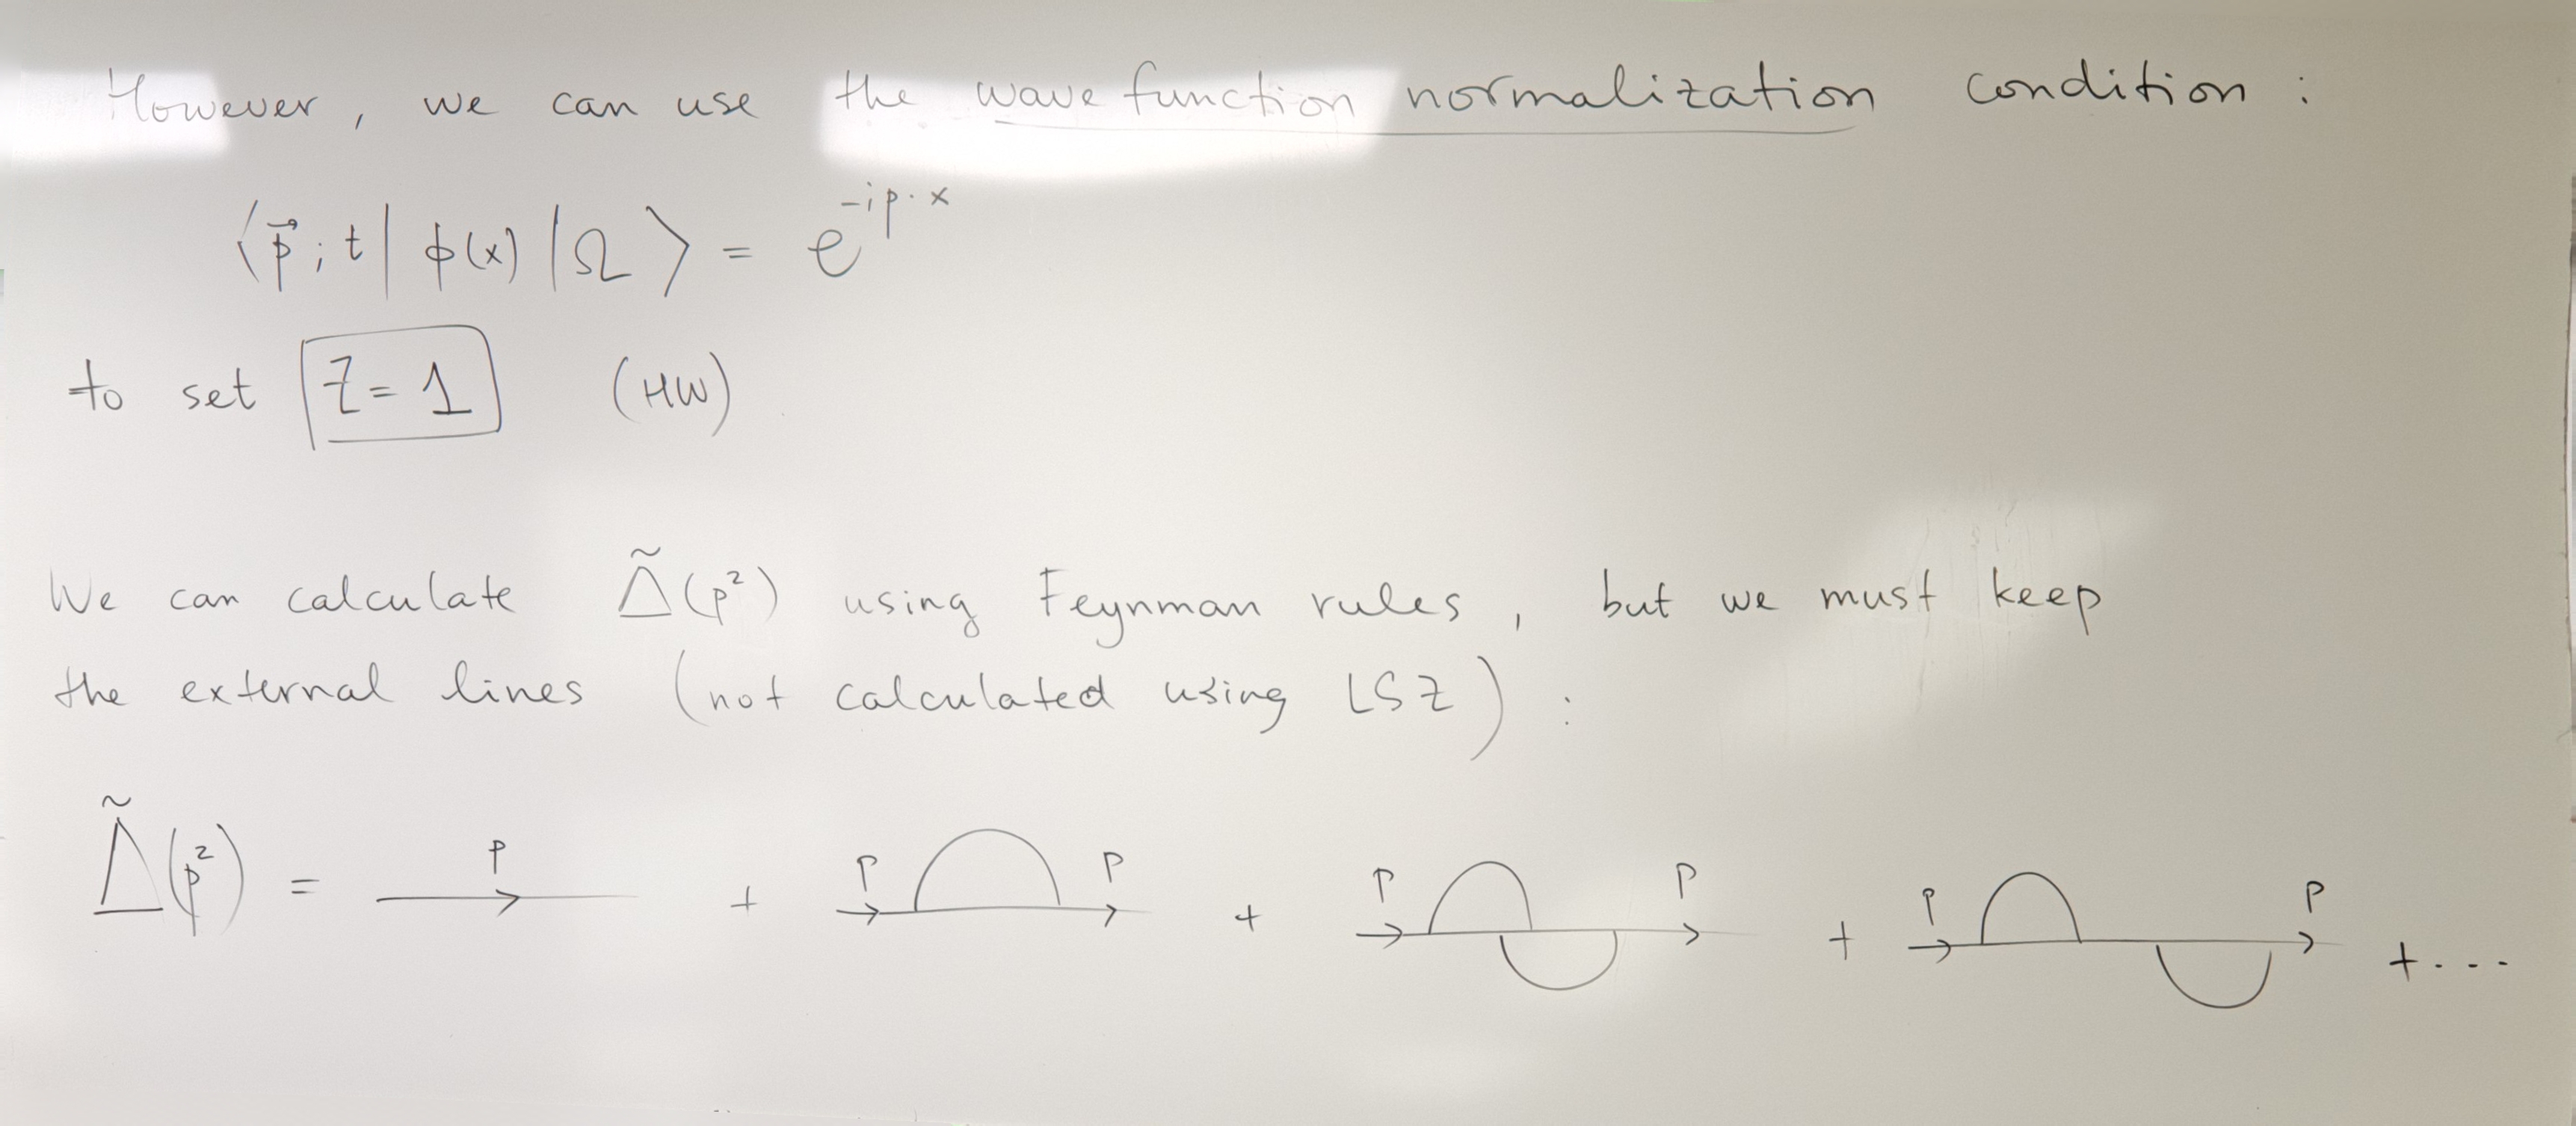 However, we can use the wave function normalization condition :
⟨p⃗; t| ϕ(x) |Ω⟩ = e^{-ip·x}
to set Z = 1 (HW)
We can calculate Δ̃(p²) using Feynman rules, but we must keep
the external lines (not calculated using LSZ) :
Δ̃(p²) = p + p p + p p + p p + ....